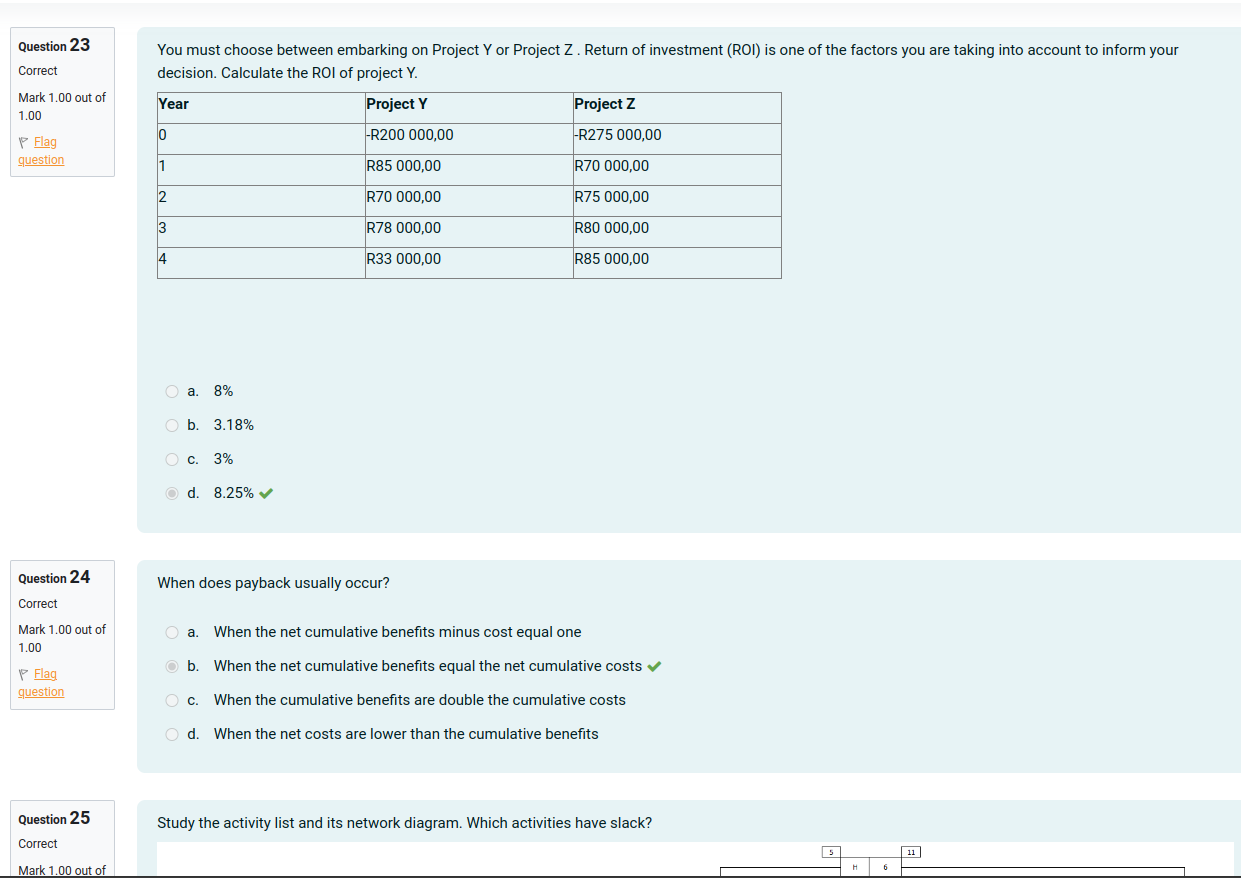 Question 23
Correct
Mark 1.00 out of
1.00
Flag
question
You must choose between embarking on Project Y or Project Z . Return of investment (ROI) is one of the factors you are taking into account to inform your
decision. Calculate the ROI of project Y.
Year Project Y Project Z
0 -R200 000,00 -R275 000,00
1 R85 000,00 R70 000,00
2 R70 000,00 R75 000,00
3 R78 000,00 R80 000,00
4 R33 000,00 R85 000,00
a. 8%
b. 3.18%
c. 3%
d. 8.25%
Question 24
Correct
Mark 1.00 out of
1.00
Flag
question
When does payback usually occur?
a. When the net cumulative benefits minus cost equal one
b. When the net cumulative benefits equal the net cumulative costs
c. When the cumulative benefits are double the cumulative costs
d. When the net costs are lower than the cumulative benefits
Question 25
Correct
Mark 1.00 out of
Study the activity list and its network diagram. Which activities have slack?
5 11
H 6